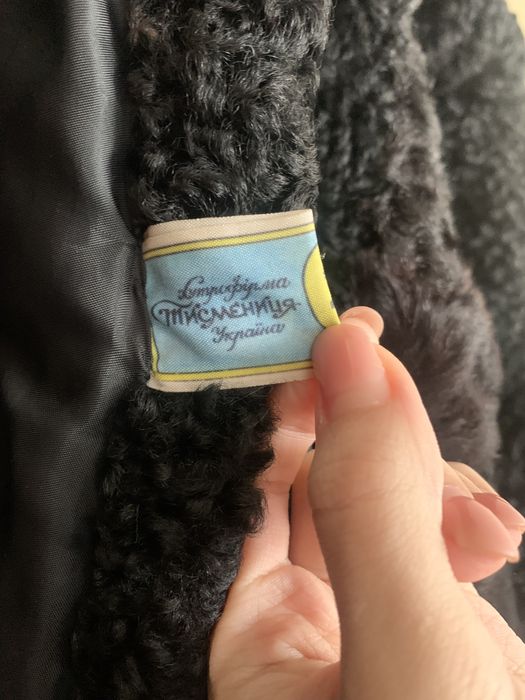 Хутрофірма
Тисмениця
Україна